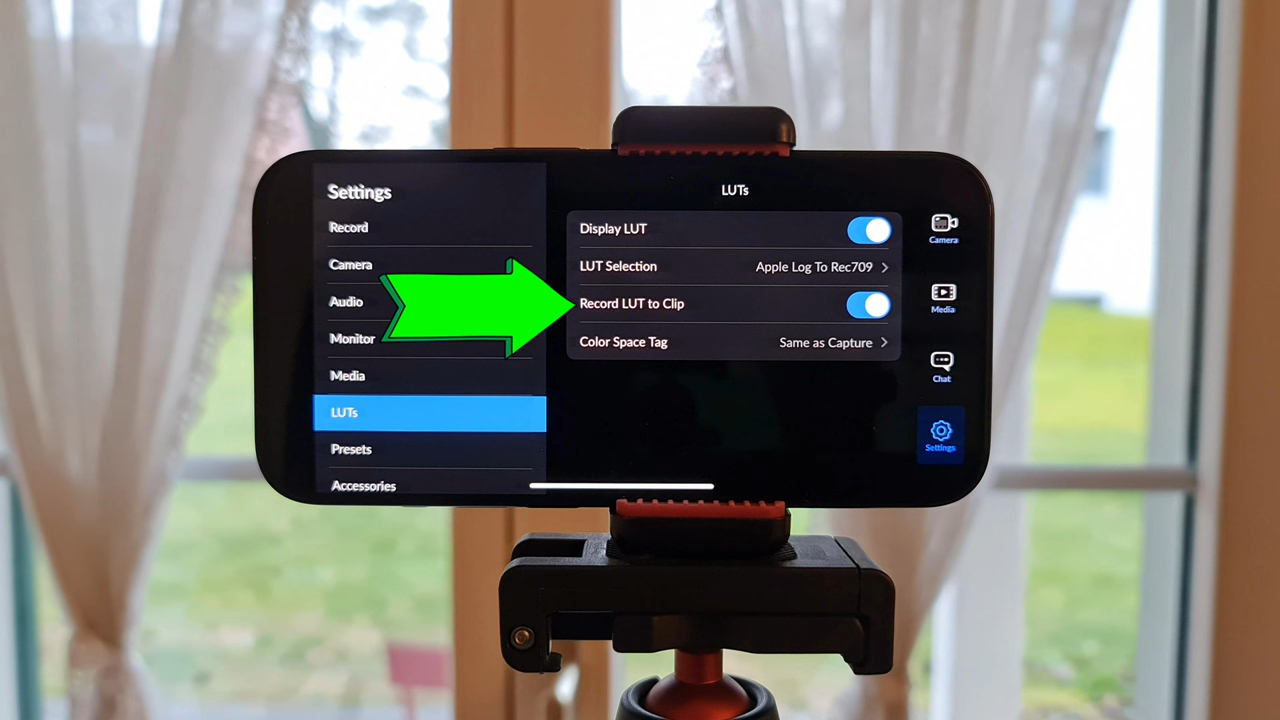 Settings
Record
Camera
Audio
Monitor
Media
LUTs
Presets
Accessories
LUTs
Display LUT
LUT Selection Apple Log To Rec709
Record LUT to Clip
Color Space Tag Same as Capture
Camera
Media
Chat
Settings